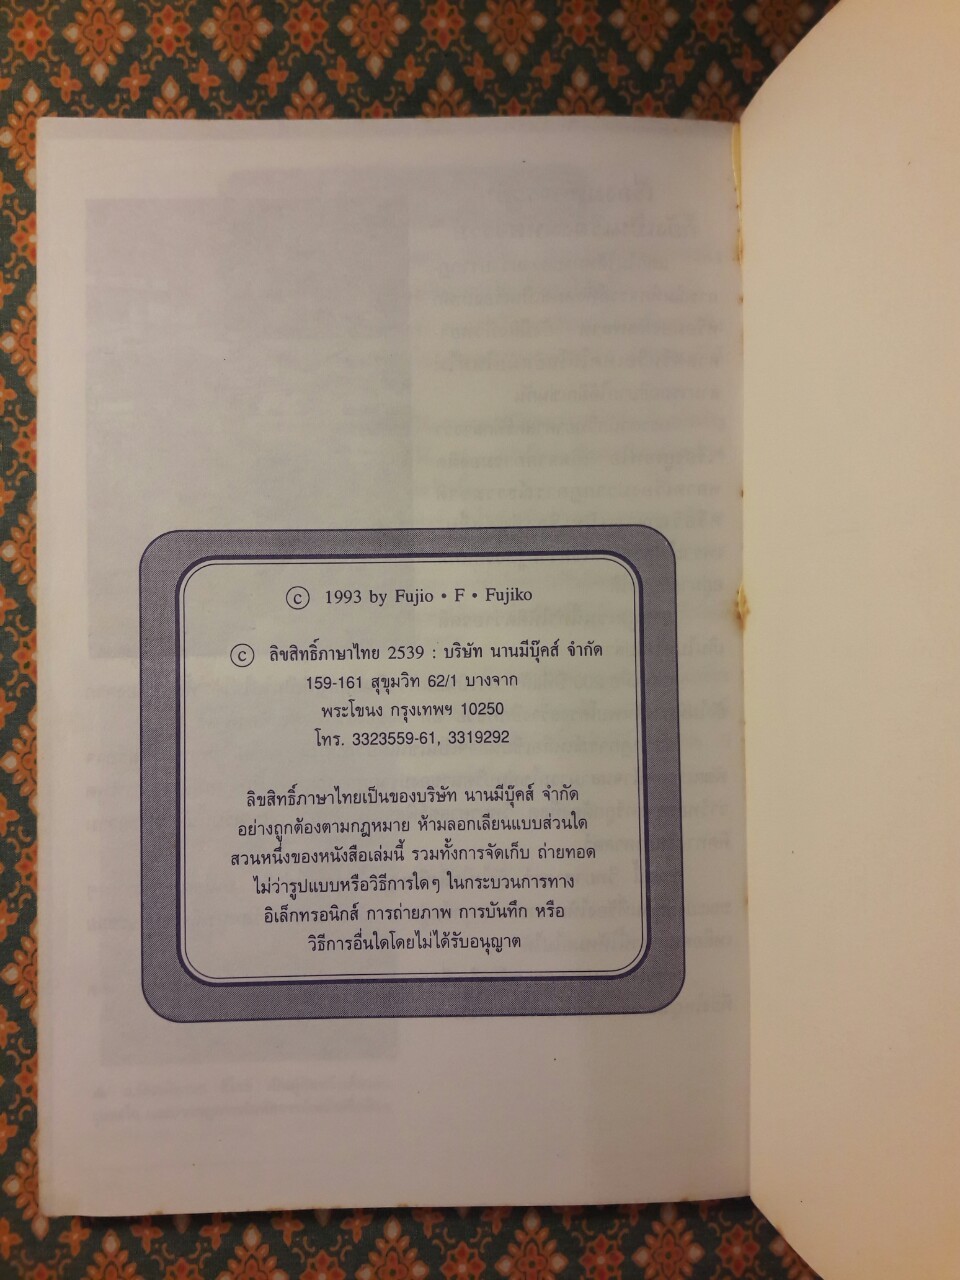 © 1993 by Fujio • F • Fujiko
© ลิขสิทธิ์ภาษาไทย 2539 : บริษัท นานมีบุ๊คส์ จำกัด
159-161 สุขุมวิท 62/1 บางจาก
พระโขนง กรุงเทพฯ 10250
โทร. 3323559-61, 3319292
ลิขสิทธิ์ภาษาไทยเป็นของบริษัท นานมีบุ๊คส์ จำกัด
อย่างถูกต้องตามกฎหมาย ห้ามลอกเลียนแบบส่วนใด
ส่วนหนึ่งของหนังสือเล่มนี้ รวมทั้งการจัดเก็บ ถ่ายทอด
ไม่ว่ารูปแบบหรือวิธีการใดๆ ในกระบวนการทาง
อิเล็กทรอนิกส์ การถ่ายภาพ การบันทึก หรือ
วิธีการอื่นใดโดยไม่ได้รับอนุญาต